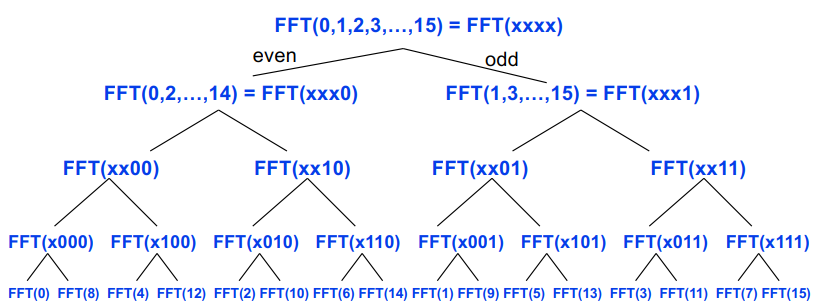 FFT(0,1,2,3,…,15) = FFT(xxxx)
even odd
FFT(0,2,…,14) = FFT(xxx0) FFT(1,3,…,15) = FFT(xxx1)
FFT(xx00) FFT(xx10) FFT(xx01) FFT(xx11)
FFT(x000) FFT(x100) FFT(x010) FFT(x110) FFT(x001) FFT(x101) FFT(x011) FFT(x111)
FFT(0) FFT(8) FFT(4) FFT(12) FFT(2) FFT(10) FFT(6) FFT(14) FFT(1) FFT(9) FFT(5) FFT(13) FFT(3) FFT(11) FFT(7) FFT(15)